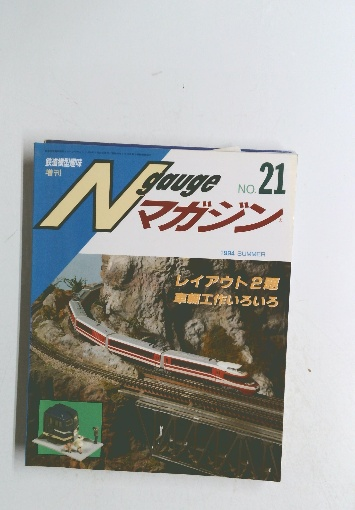 鉄道模型趣味
増刊
N gauge
マガジン
NO.21
1994 SUMMER
レイアウト2題
車輌工作いろいろ